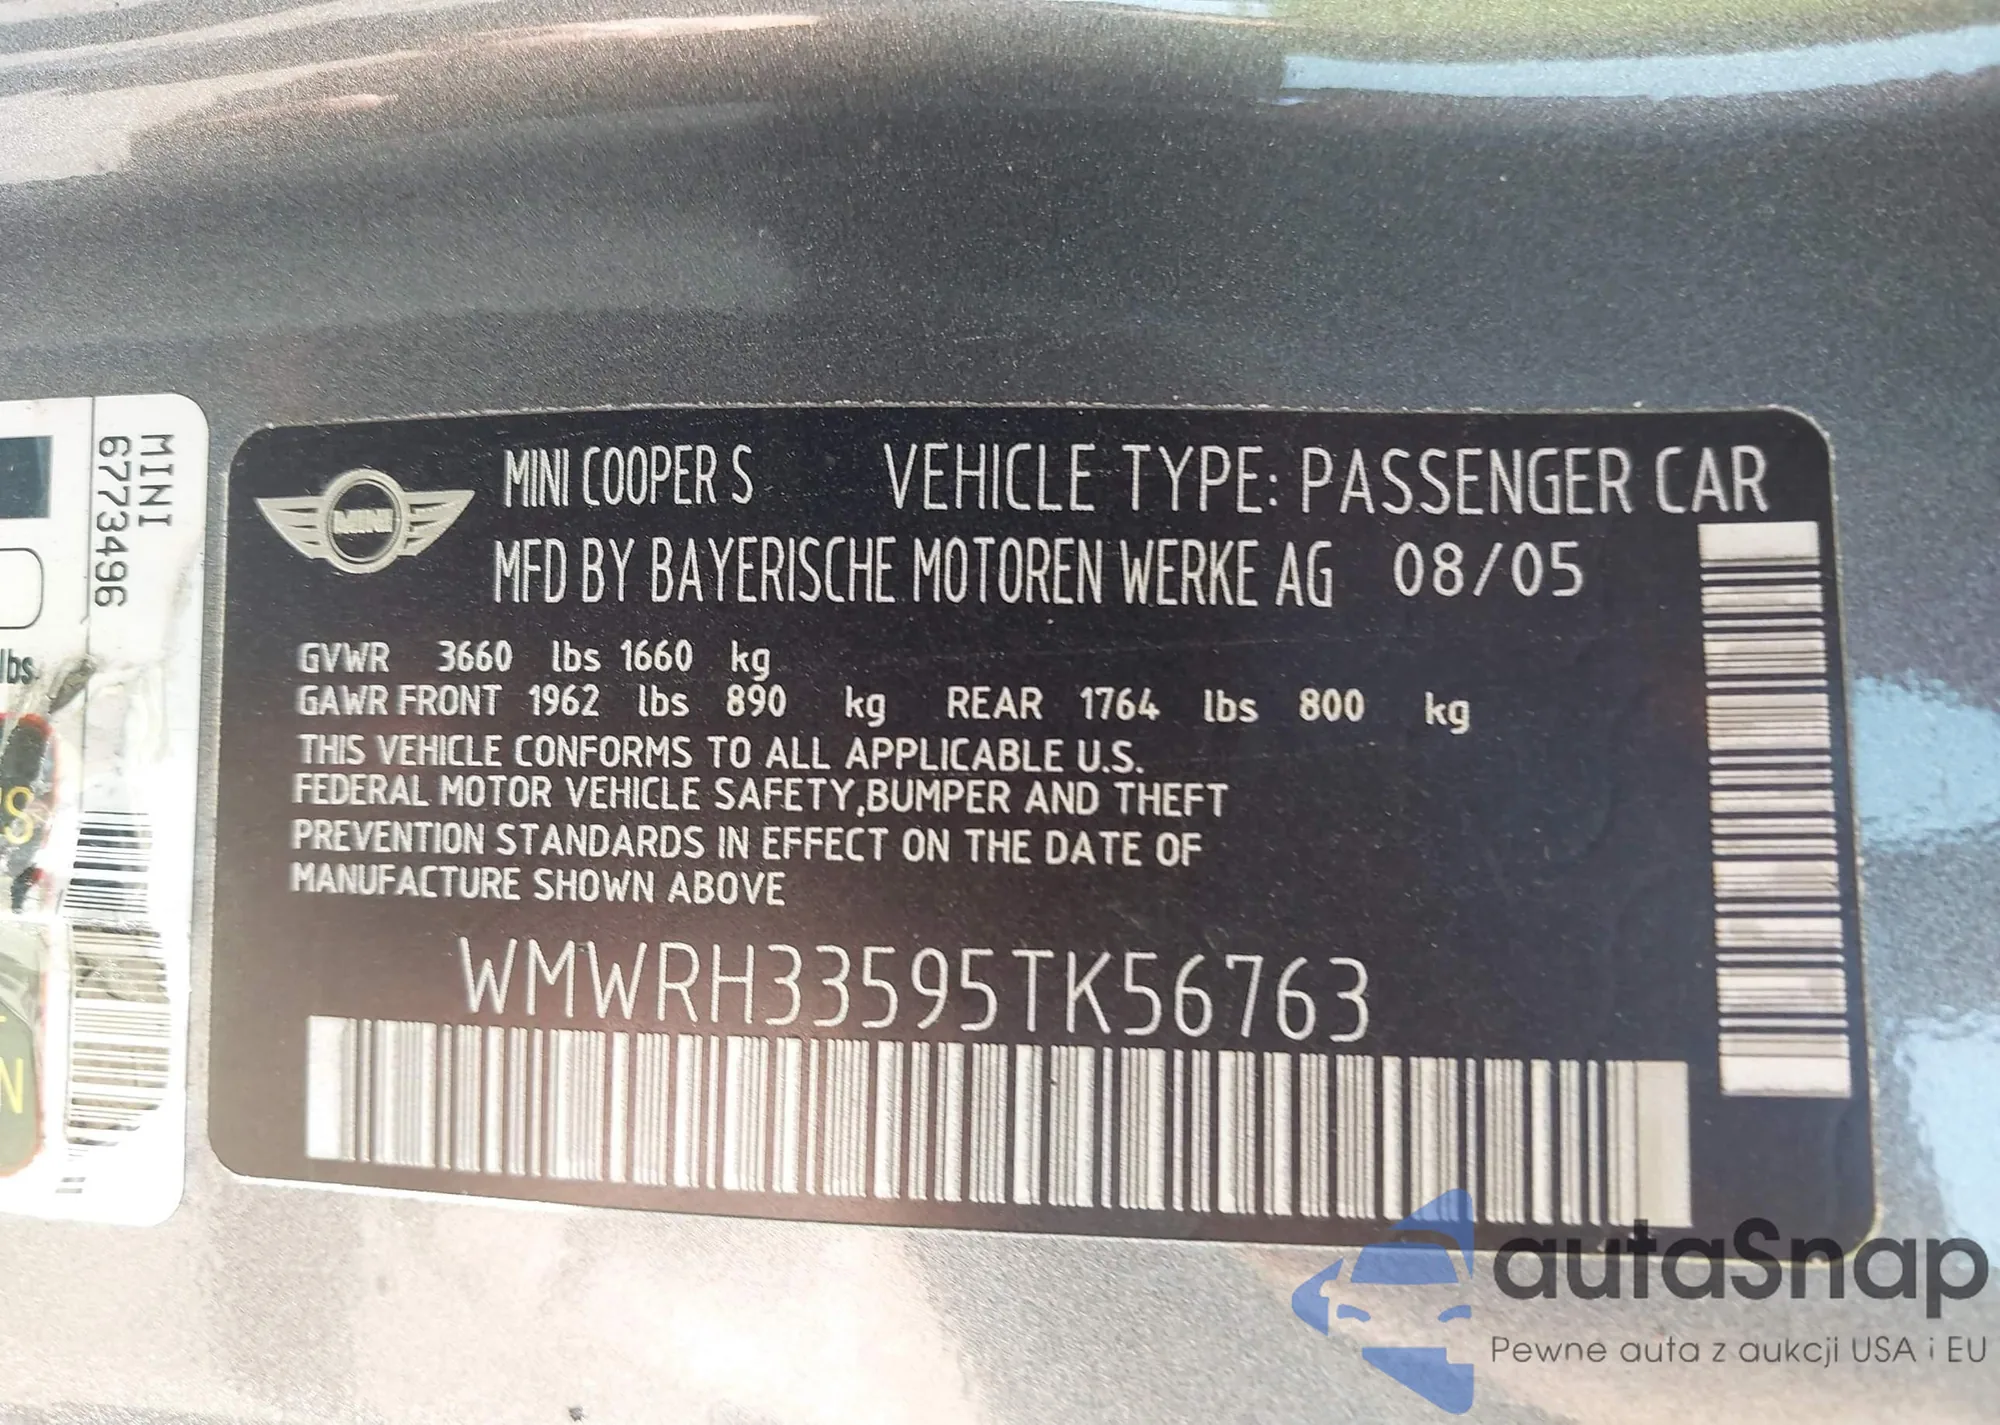 MINI
6773496
lbs.
MINI
MINI COOPER S VEHICLE TYPE: PASSENGER CAR
MFD BY BAYERISCHE MOTOREN WERKE AG 08/05
GVWR 3660 lbs 1660 kg
GAWR FRONT 1962 lbs 890 kg REAR 1764 lbs 800 kg
THIS VEHICLE CONFORMS TO ALL APPLICABLE U.S.
FEDERAL MOTOR VEHICLE SAFETY,BUMPER AND THEFT
PREVENTION STANDARDS IN EFFECT ON THE DATE OF
MANUFACTURE SHOWN ABOVE
WMWRH33595TK56763
autaSnap
Pewne auta z aukcji USA i EU